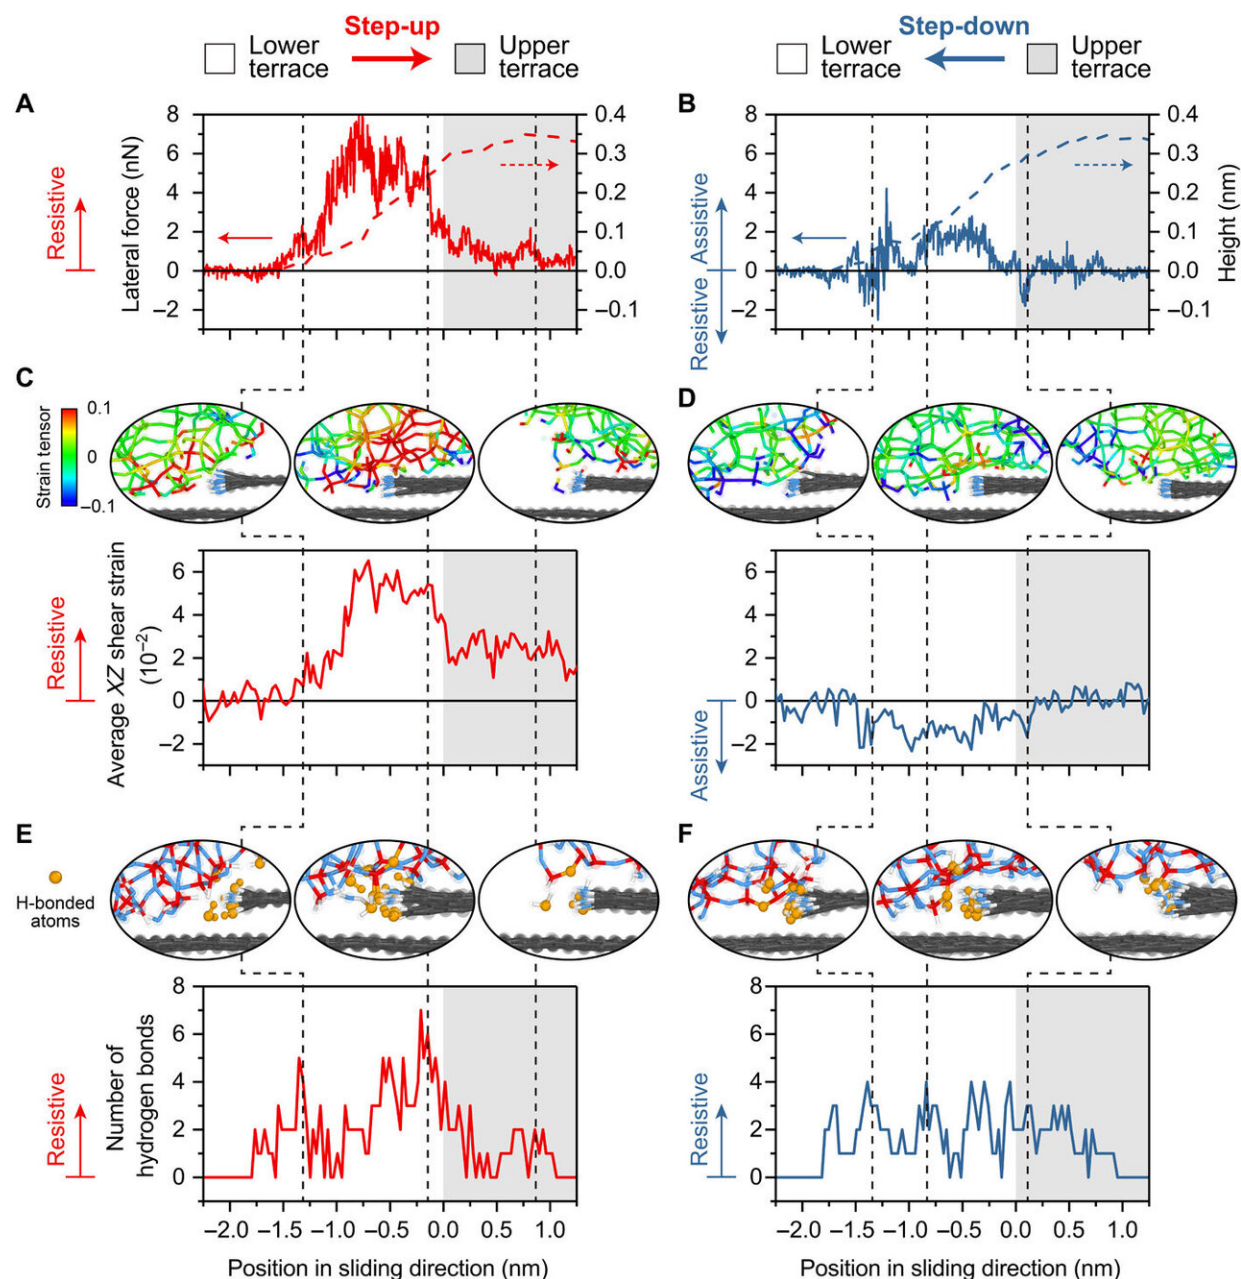 Step-up
Lower terrace
Upper terrace
Step-down
Lower terrace
Upper terrace
A
8
6
4
2
0
−2
Lateral force (nN)
Resistive
0.4
0.3
0.2
0.1
0.0
−0.1
B
8
6
4
2
0
−2
Assistive
Resistive
0.4
0.3
0.2
0.1
0.0
−0.1
Height (nm)
C
Strain tensor
0.1
0
−0.1
D
6
4
2
0
−2
Average XZ shear strain
(10−2)
Resistive
6
4
2
0
−2
Assistive
E
H-bonded
atoms
F
8
6
4
2
0
Number of
hydrogen bonds
Resistive
−2.0 −1.5 −1.0 −0.5 0.0 0.5 1.0
Position in sliding direction (nm)
8
6
4
2
0
Resistive
−2.0 −1.5 −1.0 −0.5 0.0 0.5 1.0
Position in sliding direction (nm)